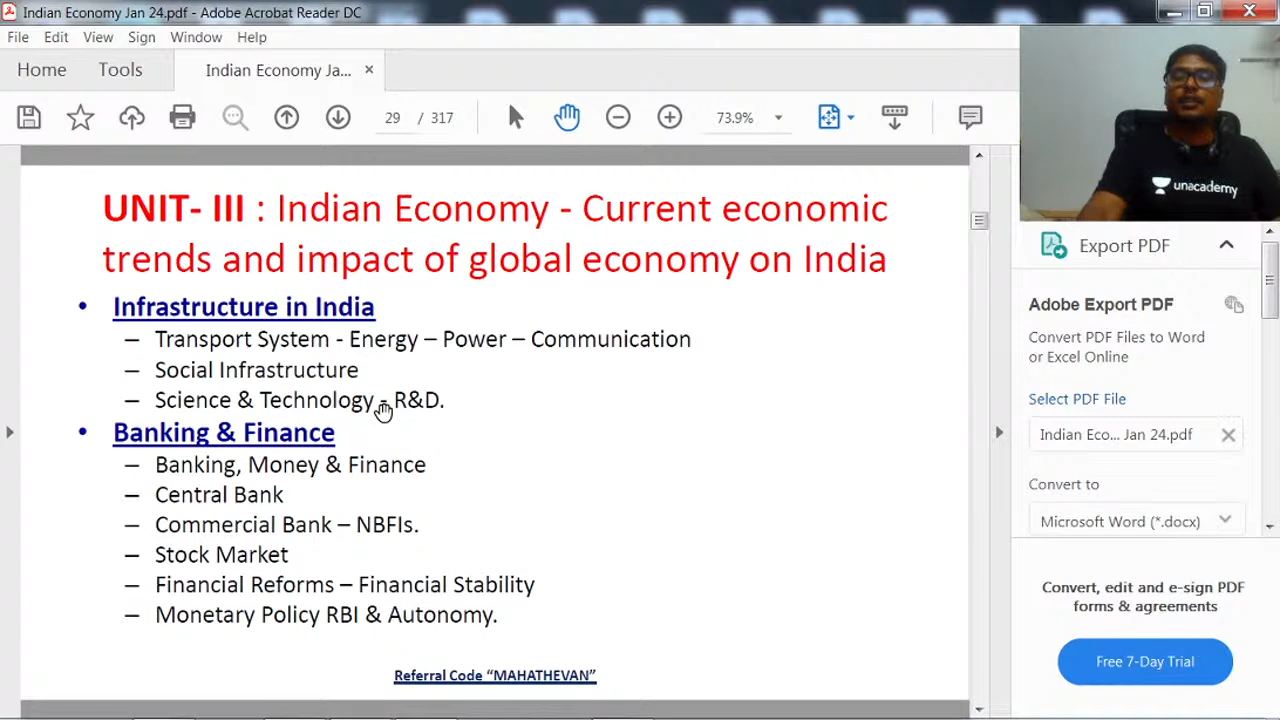 Indian Economy Jan 24.pdf - Adobe Acrobat Reader DC
File Edit View Sign Window Help
Home Tools Indian Economy Ja... ×
29 / 317 73.9%
unacademy
UNIT- III : Indian Economy - Current economic
trends and impact of global economy on India
• Infrastructure in India
– Transport System - Energy – Power – Communication
– Social Infrastructure
– Science & Technology - R&D.
• Banking & Finance
– Banking, Money & Finance
– Central Bank
– Commercial Bank – NBFIs.
– Stock Market
– Financial Reforms – Financial Stability
– Monetary Policy RBI & Autonomy.
Referral Code “MAHATHEVAN”
Export PDF
Adobe Export PDF
Convert PDF Files to Word
or Excel Online
Select PDF File
Indian Eco... Jan 24.pdf
Convert to
Microsoft Word (*.docx)
Convert, edit and e-sign PDF
forms & agreements
Free 7-Day Trial